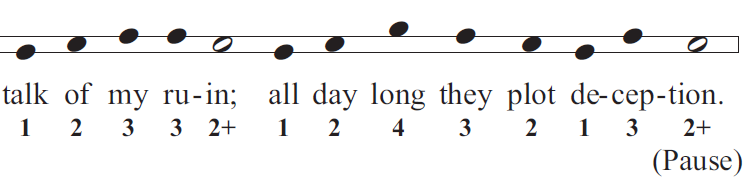 talk of my ru-in; all day long they plot de-cep-tion.
1 2 3 3 2+ 1 2 4 3 2 1 3 2+
(Pause)